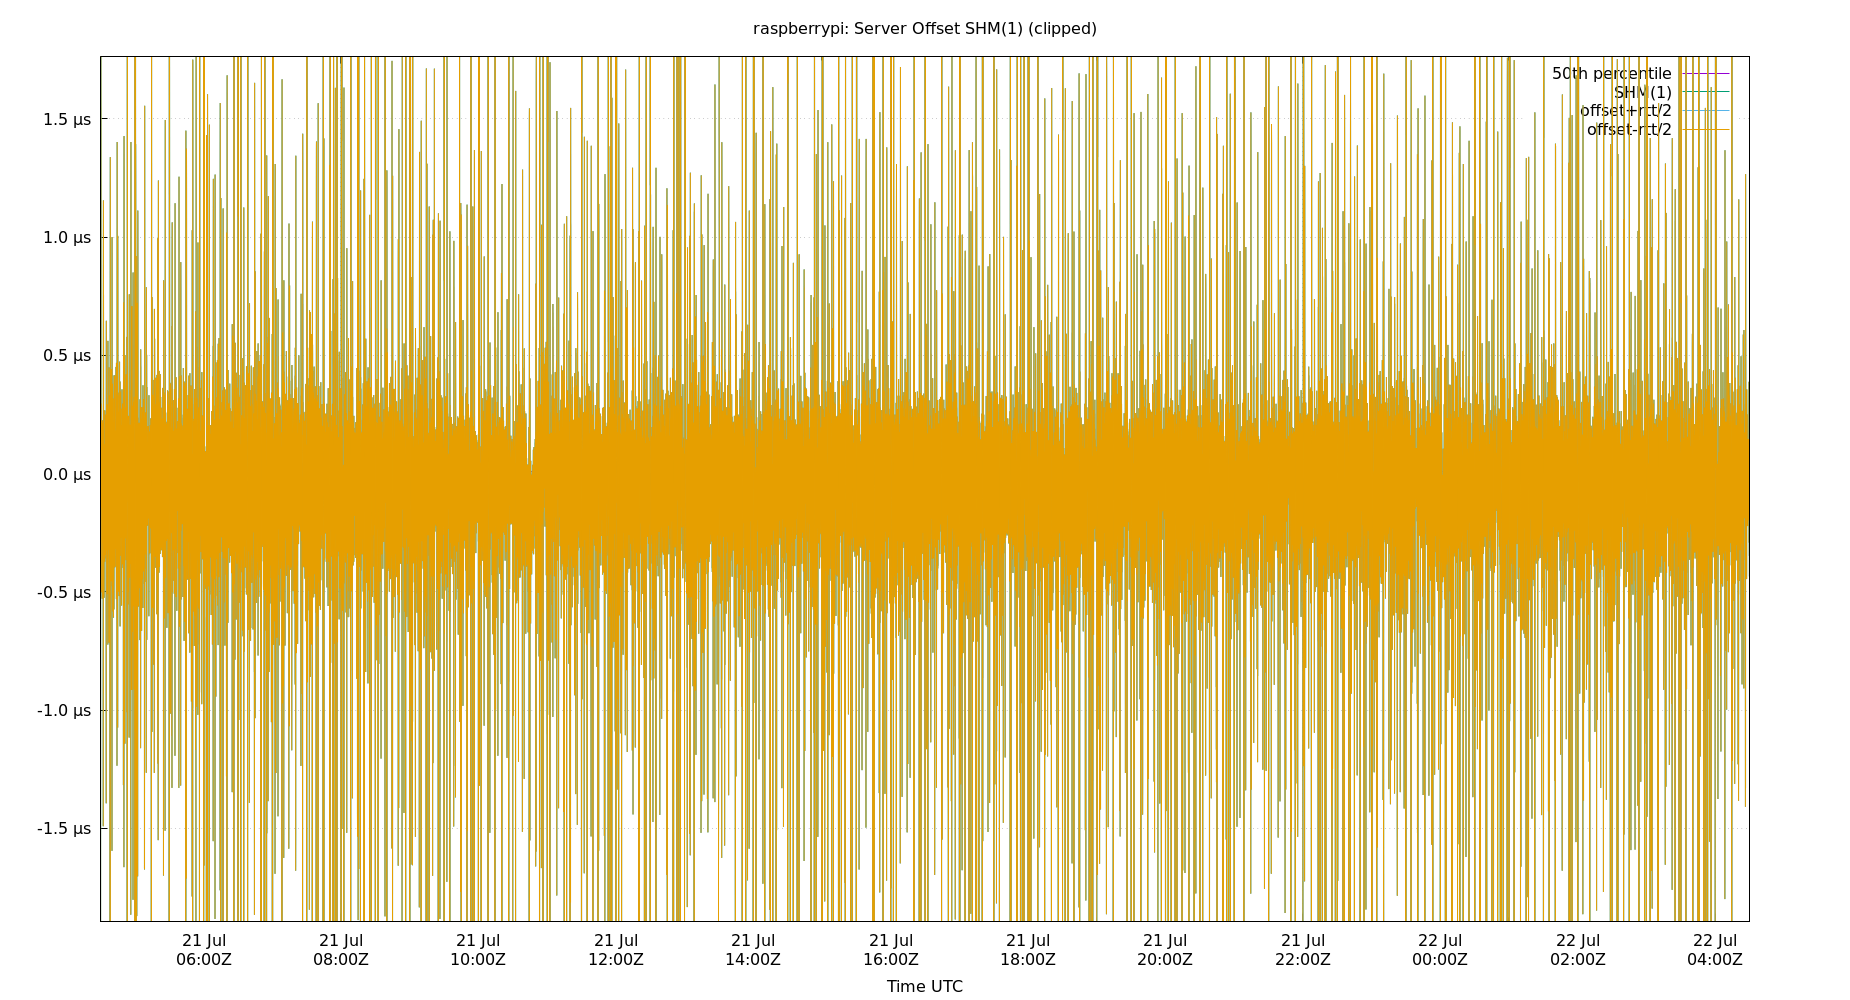 raspberrypi: Server Offset SHM(1) (clipped)
50th percentile
SHM(1)
offset+rtt/2
offset-rtt/2
1.5 µs
1.0 µs
0.5 µs
0.0 µs
-0.5 µs
-1.0 µs
-1.5 µs
21 Jul 21 Jul 21 Jul 21 Jul 21 Jul 21 Jul 21 Jul 21 Jul 21 Jul 22 Jul 22 Jul 22 Jul
06:00Z 08:00Z 10:00Z 12:00Z 14:00Z 16:00Z 18:00Z 20:00Z 22:00Z 00:00Z 02:00Z 04:00Z
Time UTC